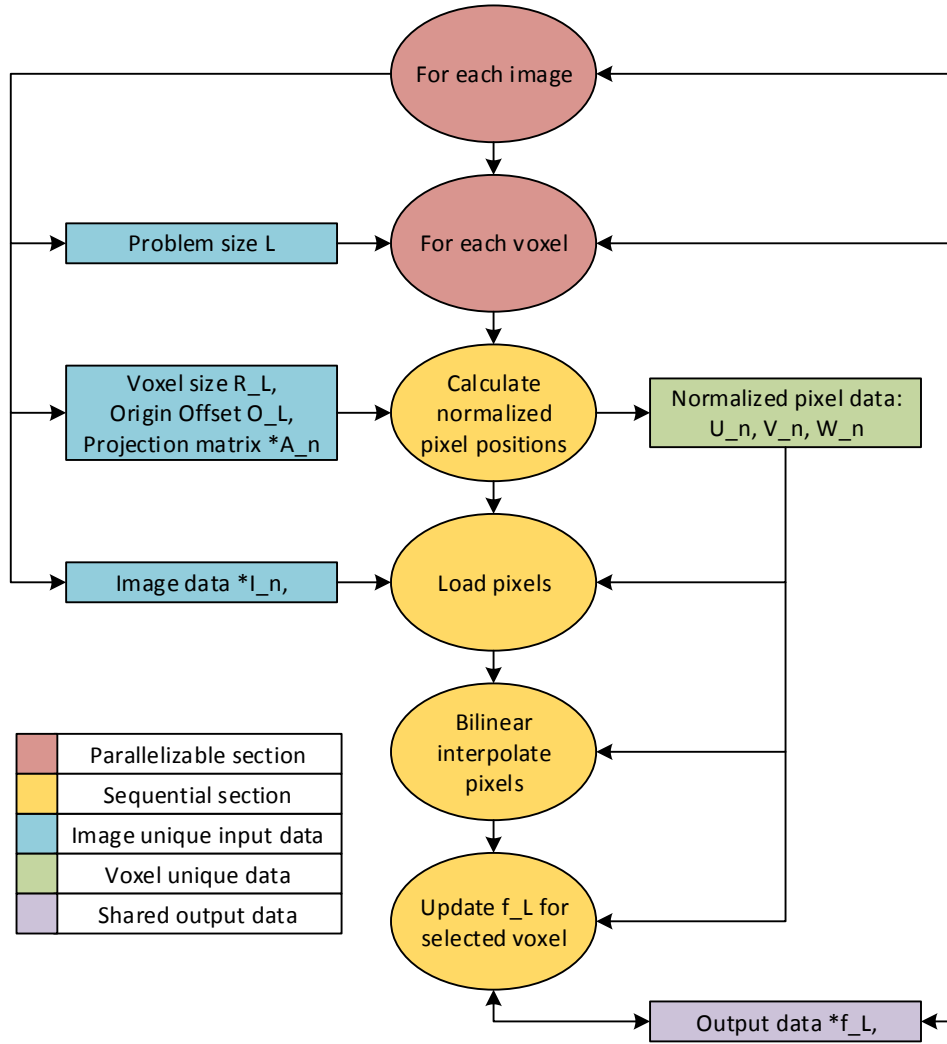 For each image
Problem size L
For each voxel
Voxel size R_L,
Origin Offset O_L,
Projection matrix *A_n
Calculate
normalized
pixel positions
Normalized pixel data:
U_n, V_n, W_n
Image data *I_n,
Load pixels
Bilinear
interpolate
pixels
Parallelizable section
Sequential section
Image unique input data
Voxel unique data
Shared output data
Update f_L for
selected voxel
Output data *f_L,